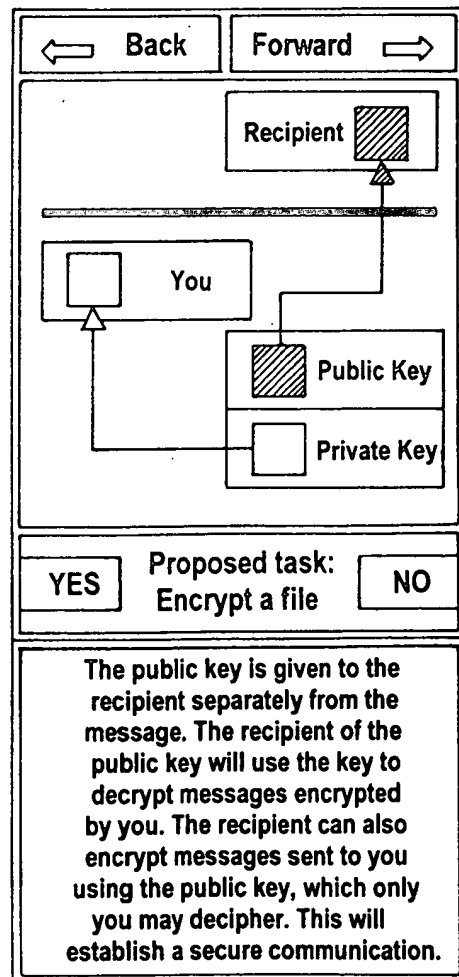 Back
Forward
Recipient
You
Public Key
Private Key
YES
Proposed task:
Encrypt a file
NO
The public key is given to the
recipient separately from the
message. The recipient of the
public key will use the key to
decrypt messages encrypted
by you. The recipient can also
encrypt messages sent to you
using the public key, which only
you may decipher. This will
establish a secure communication.